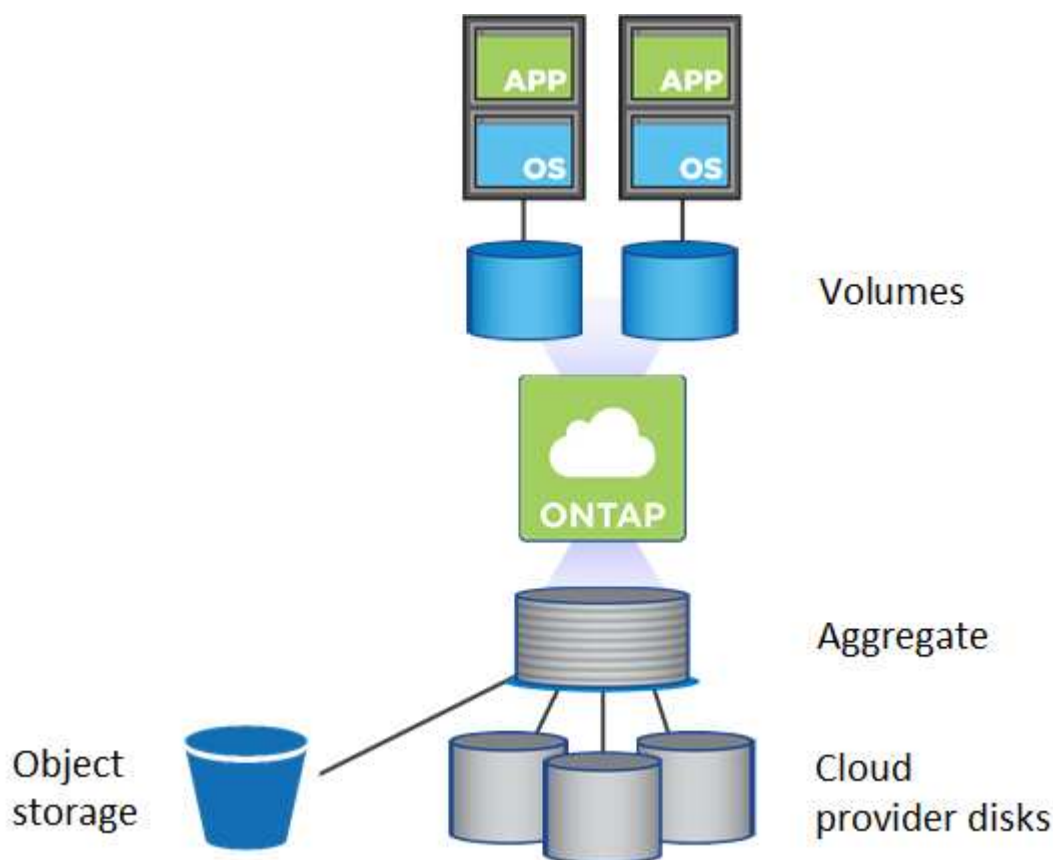 APP APP
OS OS
Volumes
ONTAP
Aggregate
Object
storage
Cloud
provider disks